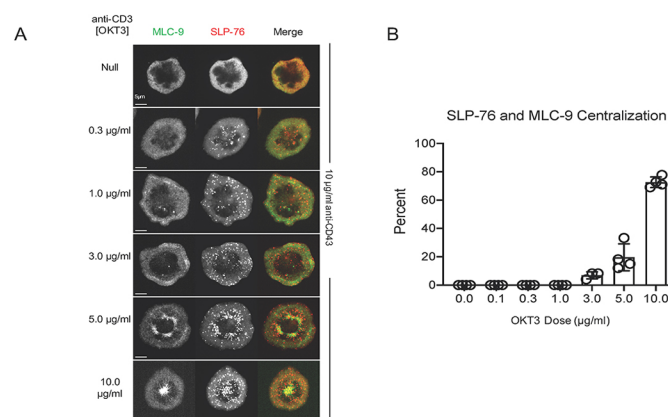 A
anti-CD3
[OKT3]
MLC-9
SLP-76
Merge
Null
5µm
0.3 µg/ml
1.0 µg/ml
3.0 µg/ml
5.0 µg/ml
10.0
µg/ml
10 µg/ml anti-CD43
B
SLP-76 and MLC-9 Centralization
Percent
100
80
60
40
20
0
0.0
0.1
0.3
1.0
3.0
5.0
10.0
OKT3 Dose (µg/ml)